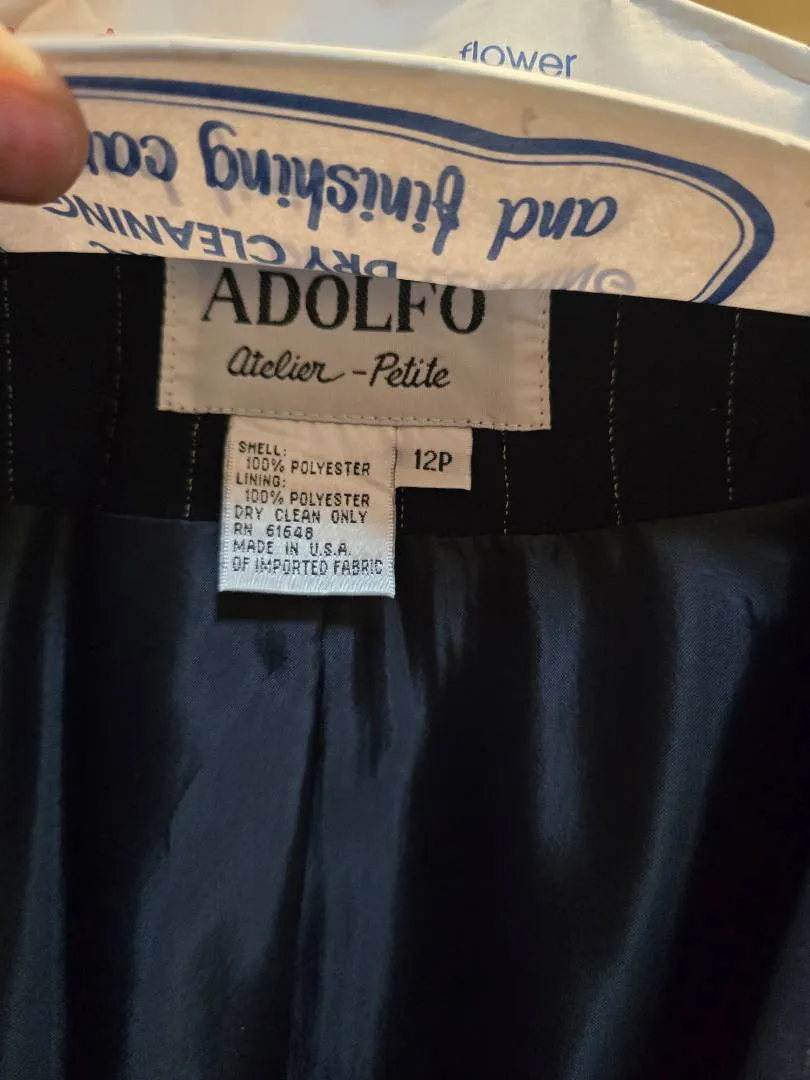 flower
and finishing
DRY CLEANING
ADOLFO
Atelier - Petite
12P
SHELL:
100% POLYESTER
LINING:
100% POLYESTER
DRY CLEAN ONLY
RN 61648
MADE IN U.S.A.
OF IMPORTED FABRIC